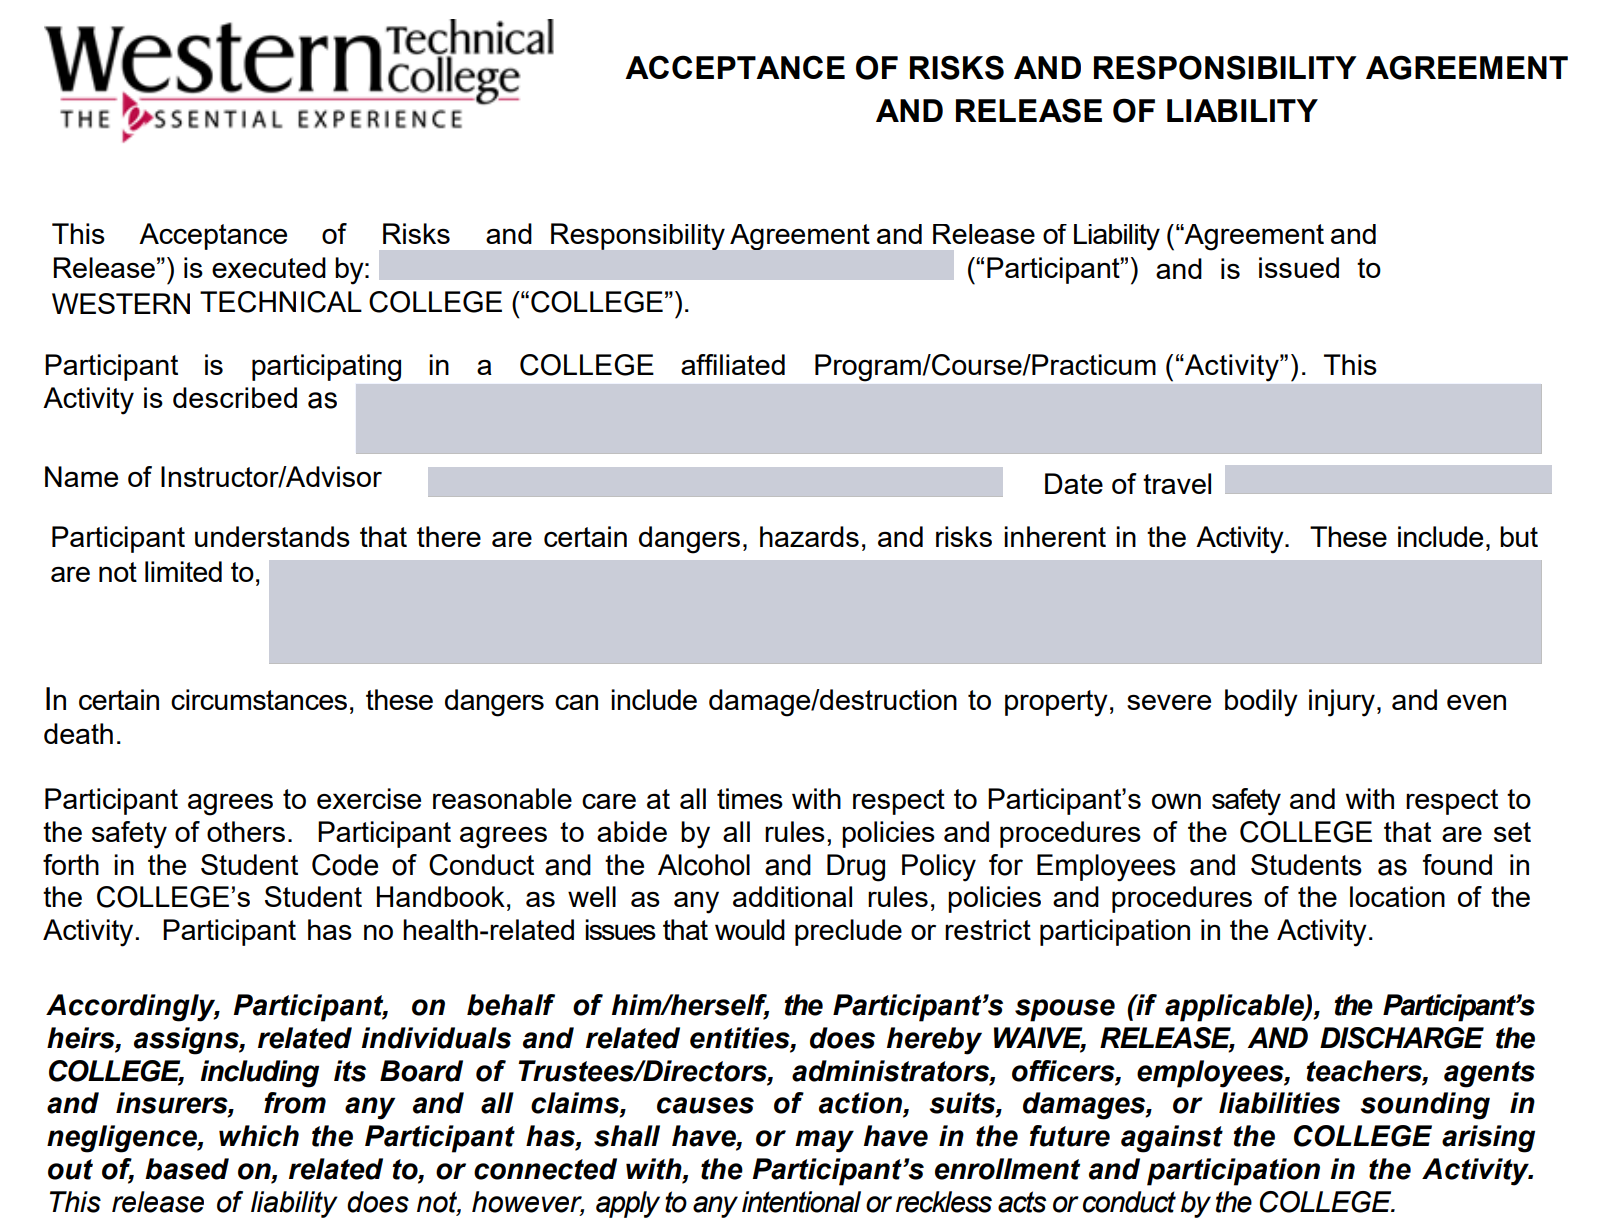 Western Technical College
THE eSSENTIAL EXPERIENCE
ACCEPTANCE OF RISKS AND RESPONSIBILITY AGREEMENT
AND RELEASE OF LIABILITY
This Acceptance of Risks and Responsibility Agreement and Release of Liability (“Agreement and
Release”) is executed by: (“Participant”) and is issued to
WESTERN TECHNICAL COLLEGE (“COLLEGE”).
Participant is participating in a COLLEGE affiliated Program/Course/Practicum (“Activity”). This
Activity is described as
Name of Instructor/Advisor Date of travel
Participant understands that there are certain dangers, hazards, and risks inherent in the Activity. These include, but
are not limited to,
In certain circumstances, these dangers can include damage/destruction to property, severe bodily injury, and even
death.
Participant agrees to exercise reasonable care at all times with respect to Participant’s own safety and with respect to
the safety of others. Participant agrees to abide by all rules, policies and procedures of the COLLEGE that are set
forth in the Student Code of Conduct and the Alcohol and Drug Policy for Employees and Students as found in
the COLLEGE’s Student Handbook, as well as any additional rules, policies and procedures of the location of the
Activity. Participant has no health-related issues that would preclude or restrict participation in the Activity.
Accordingly, Participant, on behalf of him/herself, the Participant’s spouse (if applicable), the Participant’s
heirs, assigns, related individuals and related entities, does hereby WAIVE, RELEASE, AND DISCHARGE the
COLLEGE, including its Board of Trustees/Directors, administrators, officers, employees, teachers, agents
and insurers, from any and all claims, causes of action, suits, damages, or liabilities sounding in
negligence, which the Participant has, shall have, or may have in the future against the COLLEGE arising
out of, based on, related to, or connected with, the Participant’s enrollment and participation in the Activity.
This release of liability does not, however, apply to any intentional or reckless acts or conduct by the COLLEGE.